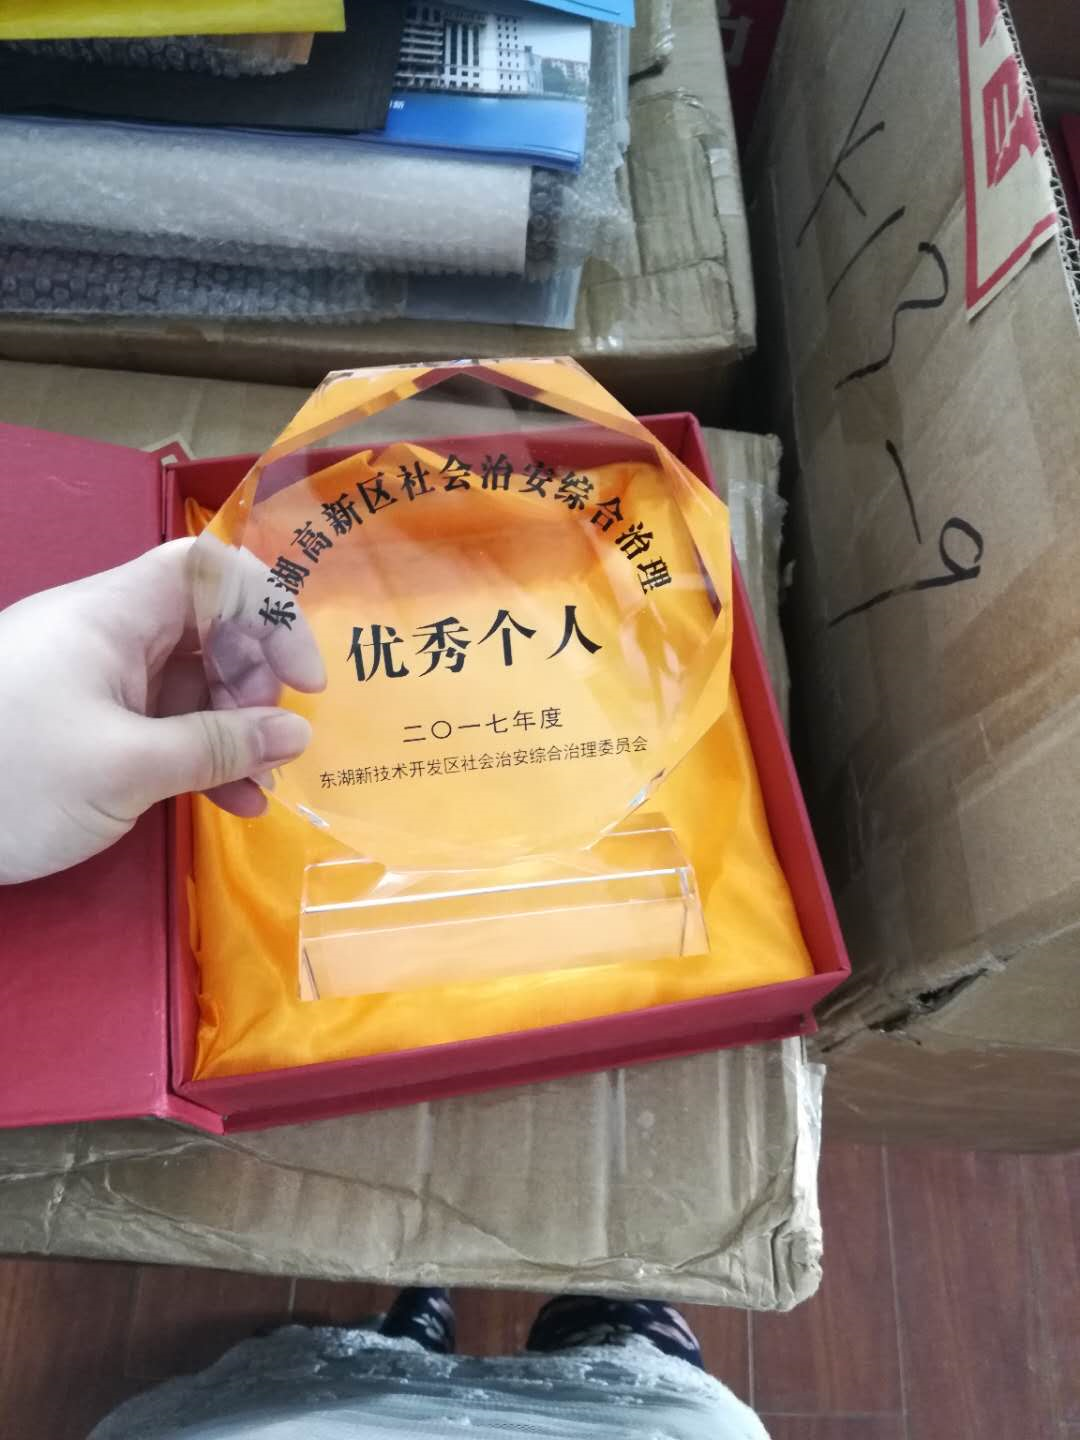 东湖高新区社会治安综合治理
优秀个人
二〇一七年度
东湖新技术开发区社会治安综合治理委员会